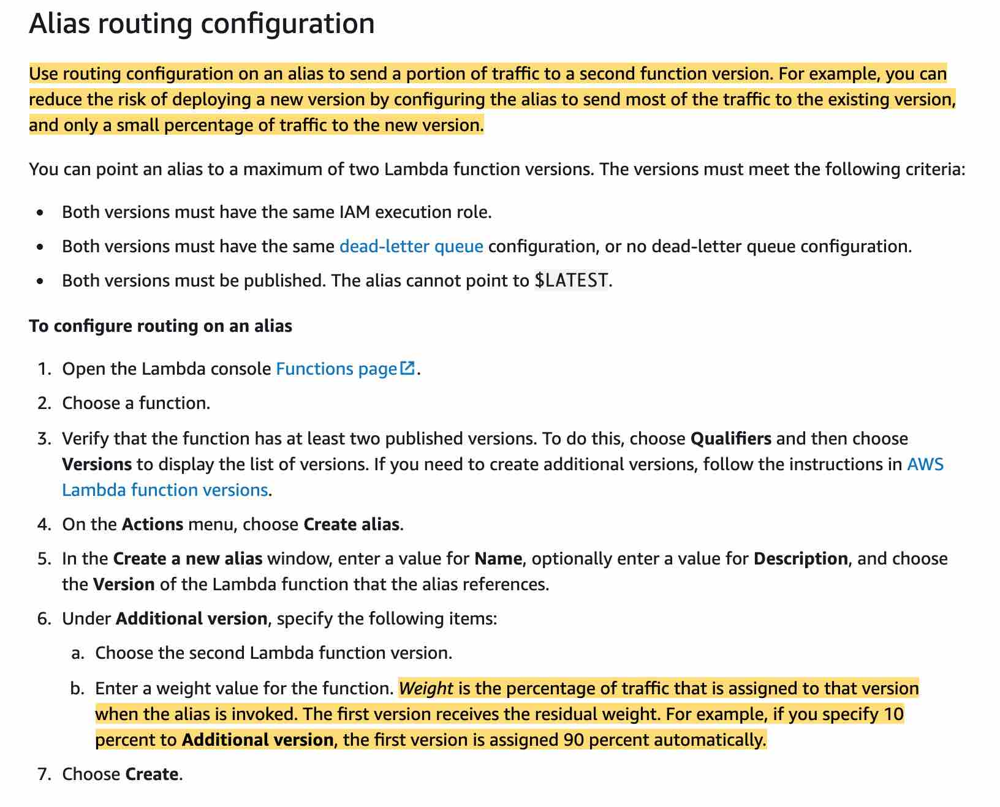 Alias routing configuration
Use routing configuration on an alias to send a portion of traffic to a second function version. For example, you can
reduce the risk of deploying a new version by configuring the alias to send most of the traffic to the existing version,
and only a small percentage of traffic to the new version.
You can point an alias to a maximum of two Lambda function versions. The versions must meet the following criteria:
• Both versions must have the same IAM execution role.
• Both versions must have the same dead-letter queue configuration, or no dead-letter queue configuration.
• Both versions must be published. The alias cannot point to $LATEST.
To configure routing on an alias
1. Open the Lambda console Functions page.
2. Choose a function.
3. Verify that the function has at least two published versions. To do this, choose Qualifiers and then choose
Versions to display the list of versions. If you need to create additional versions, follow the instructions in AWS
Lambda function versions.
4. On the Actions menu, choose Create alias.
5. In the Create a new alias window, enter a value for Name, optionally enter a value for Description, and choose
the Version of the Lambda function that the alias references.
6. Under Additional version, specify the following items:
a. Choose the second Lambda function version.
b. Enter a weight value for the function. Weight is the percentage of traffic that is assigned to that version
when the alias is invoked. The first version receives the residual weight. For example, if you specify 10
percent to Additional version, the first version is assigned 90 percent automatically.
7. Choose Create.